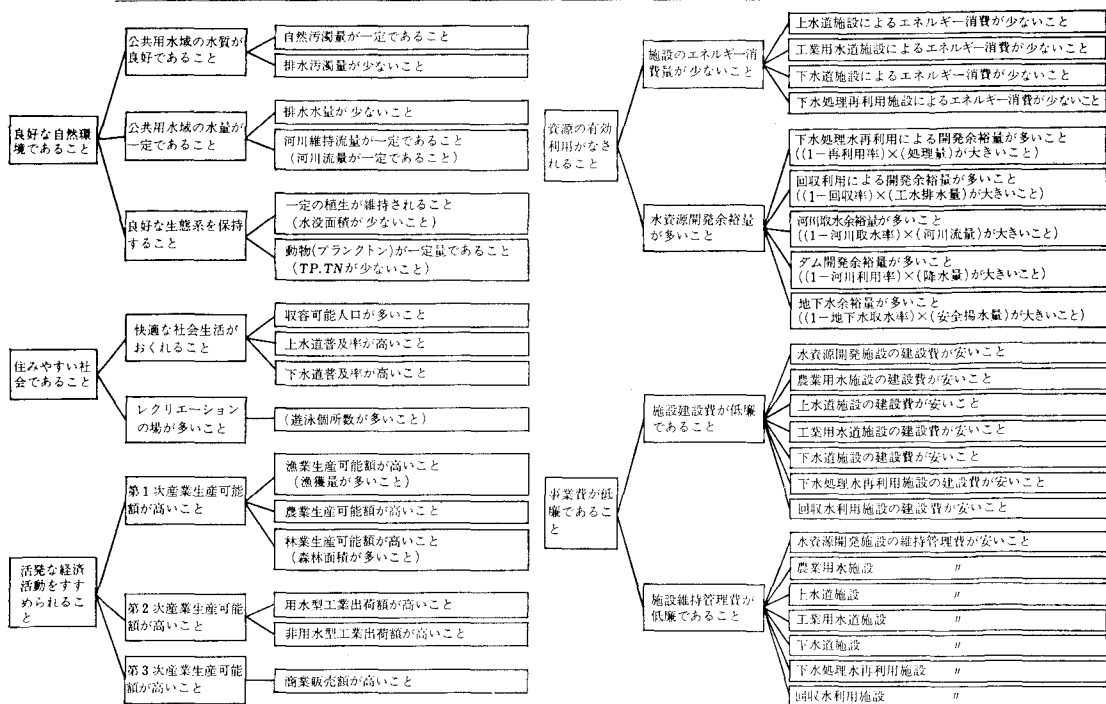 良好な自然環
境であること
公共用水域の水質が
良好であること
自然汚濁量が一定であること
排水汚濁量が少ないこと
公共用水域の水量が
一定であること
排水水量が少ないこと
河川維持流量が一定であること
(河川流量が一定であること)
良好な生態系を保持
すること
一定の植生が維持されること
(水没面積が少ないこと)
動物(プランクトン)が一定量であること
(TP.TNが少ないこと)
住みやすい社
会であること
快適な社会生活が
おくれること
収容可能人口が多いこと
上水道普及率が高いこと
下水道普及率が高いこと
レクリエーション
の場が多いこと
(遊泳個所数が多いこと)
活発な経済
活動をすす
められること
第1次産業生産可能
額が高いこと
漁業生産可能額が高いこと
(漁獲量が多いこと)
農業生産可能額が高いこと
林業生産可能額が高いこと
(森林面積が多いこと)
第2次産業生産可能
額が高いこと
用水型工業出荷額が高いこと
非用水型工業出荷額が高いこと
第3次産業生産可能
額が高いこと
商業販売額が高いこと
資源の有効
利用がなさ
れること
施設のエネルギー消
費量が少ないこと
上水道施設によるエネルギー消費が少ないこと
工業用水道施設によるエネルギー消費が少ないこと
下水道施設によるエネルギー消費が少ないこと
下水処理再利用施設によるエネルギー消費が少ないこと
水資源開発余裕量
が多いこと
下水処理水再利用による開発余裕量が多いこと
((1−再利用率)×(処理量)が大きいこと)
回収利用による開発余裕量が多いこと
((1−回収率)×(工水排水量)が大きいこと)
河川取水余裕量が多いこと
((1−河川取水率)×(河川流量)が大きいこと)
ダム開発余裕量が多いこと
((1−河川利用率)×(降水量)が大きいこと)
地下水余裕量が多いこと
((1−地下水取水率)×(安全揚水量)が大きいこと)
事業費が低
廉であるこ
と
施設建設費が低廉
であること
水資源開発施設の建設費が安いこと
農業用水施設の建設費が安いこと
上水道施設の建設費が安いこと
工業用水道施設の建設費が安いこと
下水道施設の建設費が安いこと
下水処理水再利用施設の建設費が安いこと
回収水利用施設の建設費が安いこと
施設維持管理費が
低廉であること
水資源開発施設の維持管理費が安いこと
農業用水施設 〃
上水道施設 〃
工業用水道施設 〃
下水道施設 〃
下水処理水再利用施設 〃
回収水利用施設 〃